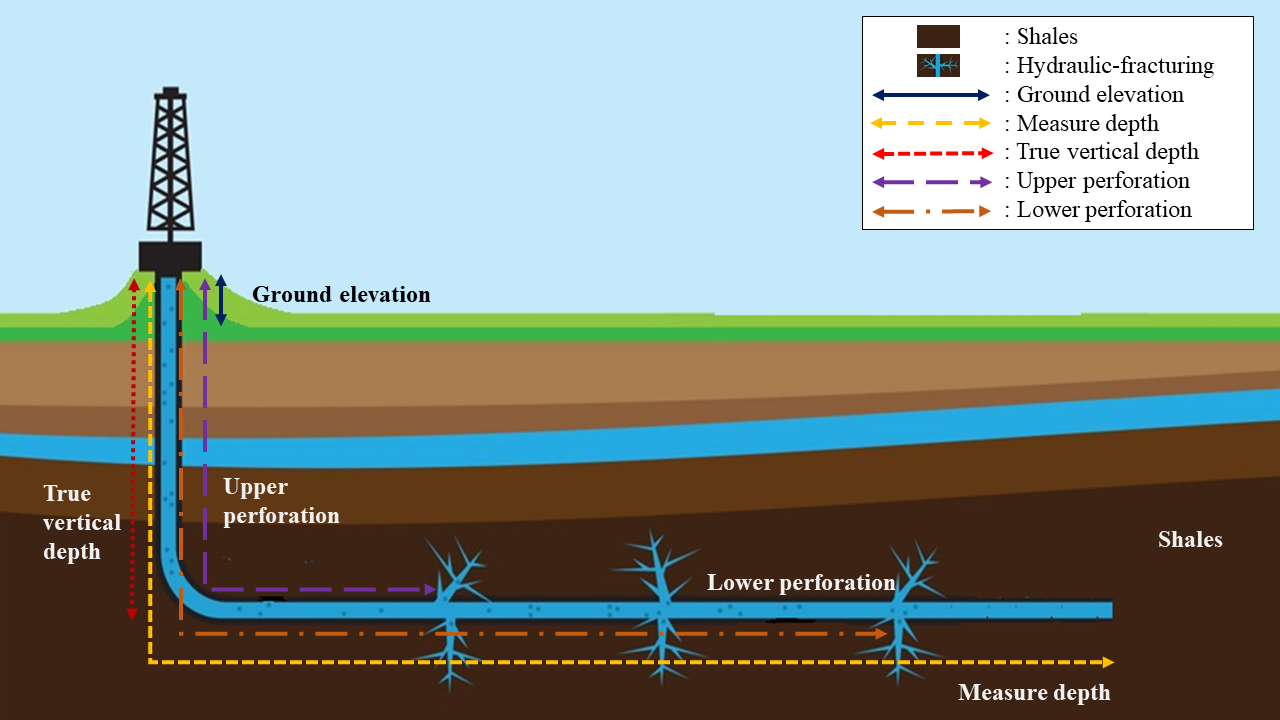 : Shales
: Hydraulic-fracturing
: Ground elevation
: Measure depth
: True vertical depth
: Upper perforation
: Lower perforation
Ground elevation
True
vertical
depth
Upper
perforation
Shales
Lower perforation
Measure depth